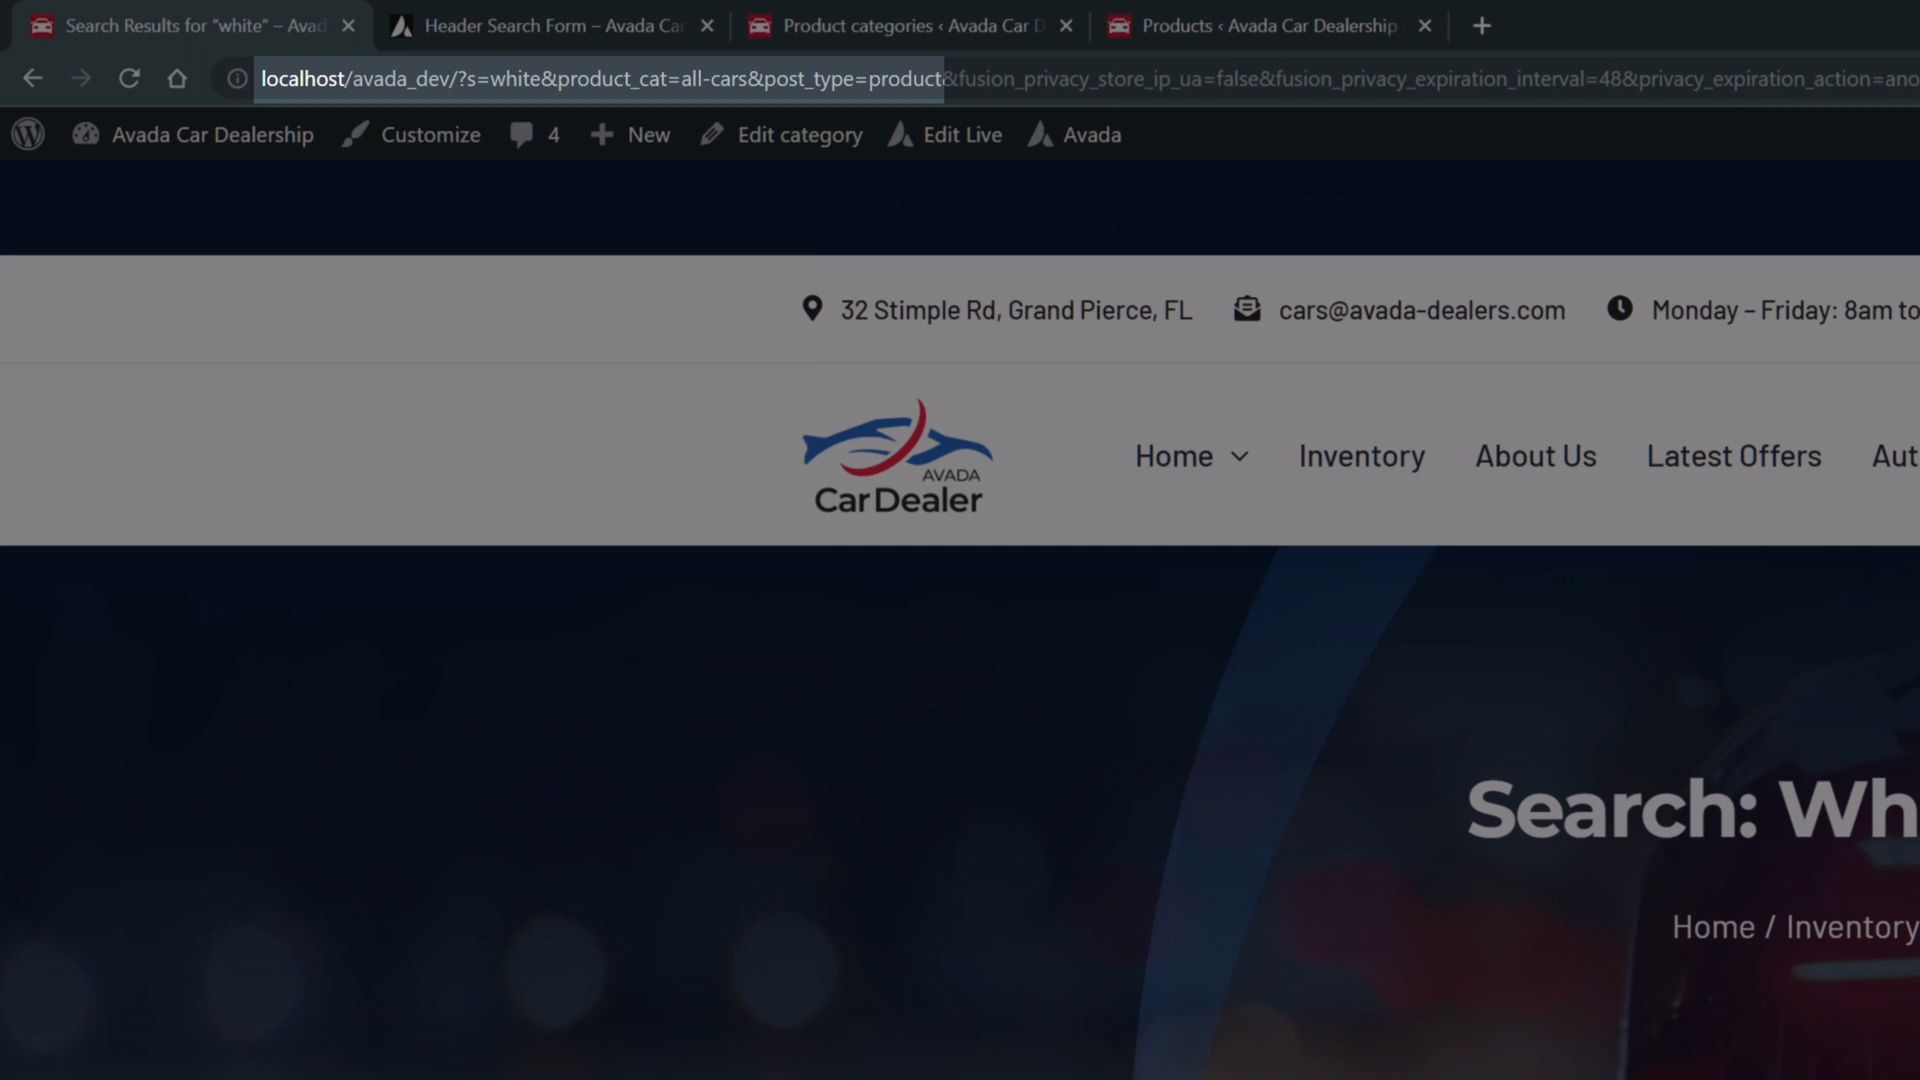 Search Results for “white” – Avad
Header Search Form – Avada Car
Product categories ‹ Avada Car D
Products ‹ Avada Car Dealership
localhost/avada_dev/?s=white&product_cat=all-cars&post_type=product&fusion_privacy_store_ip_ua=false&fusion_privacy_expiration_interval=48&privacy_expiration_action=ano
Avada Car Dealership Customize 4 New Edit category Edit Live Avada
32 Stimple Rd, Grand Pierce, FL cars@avada-dealers.com Monday – Friday: 8am to
AVADA
Car Dealer
Home Inventory About Us Latest Offers Aut
Search: Wh
Home / Inventory